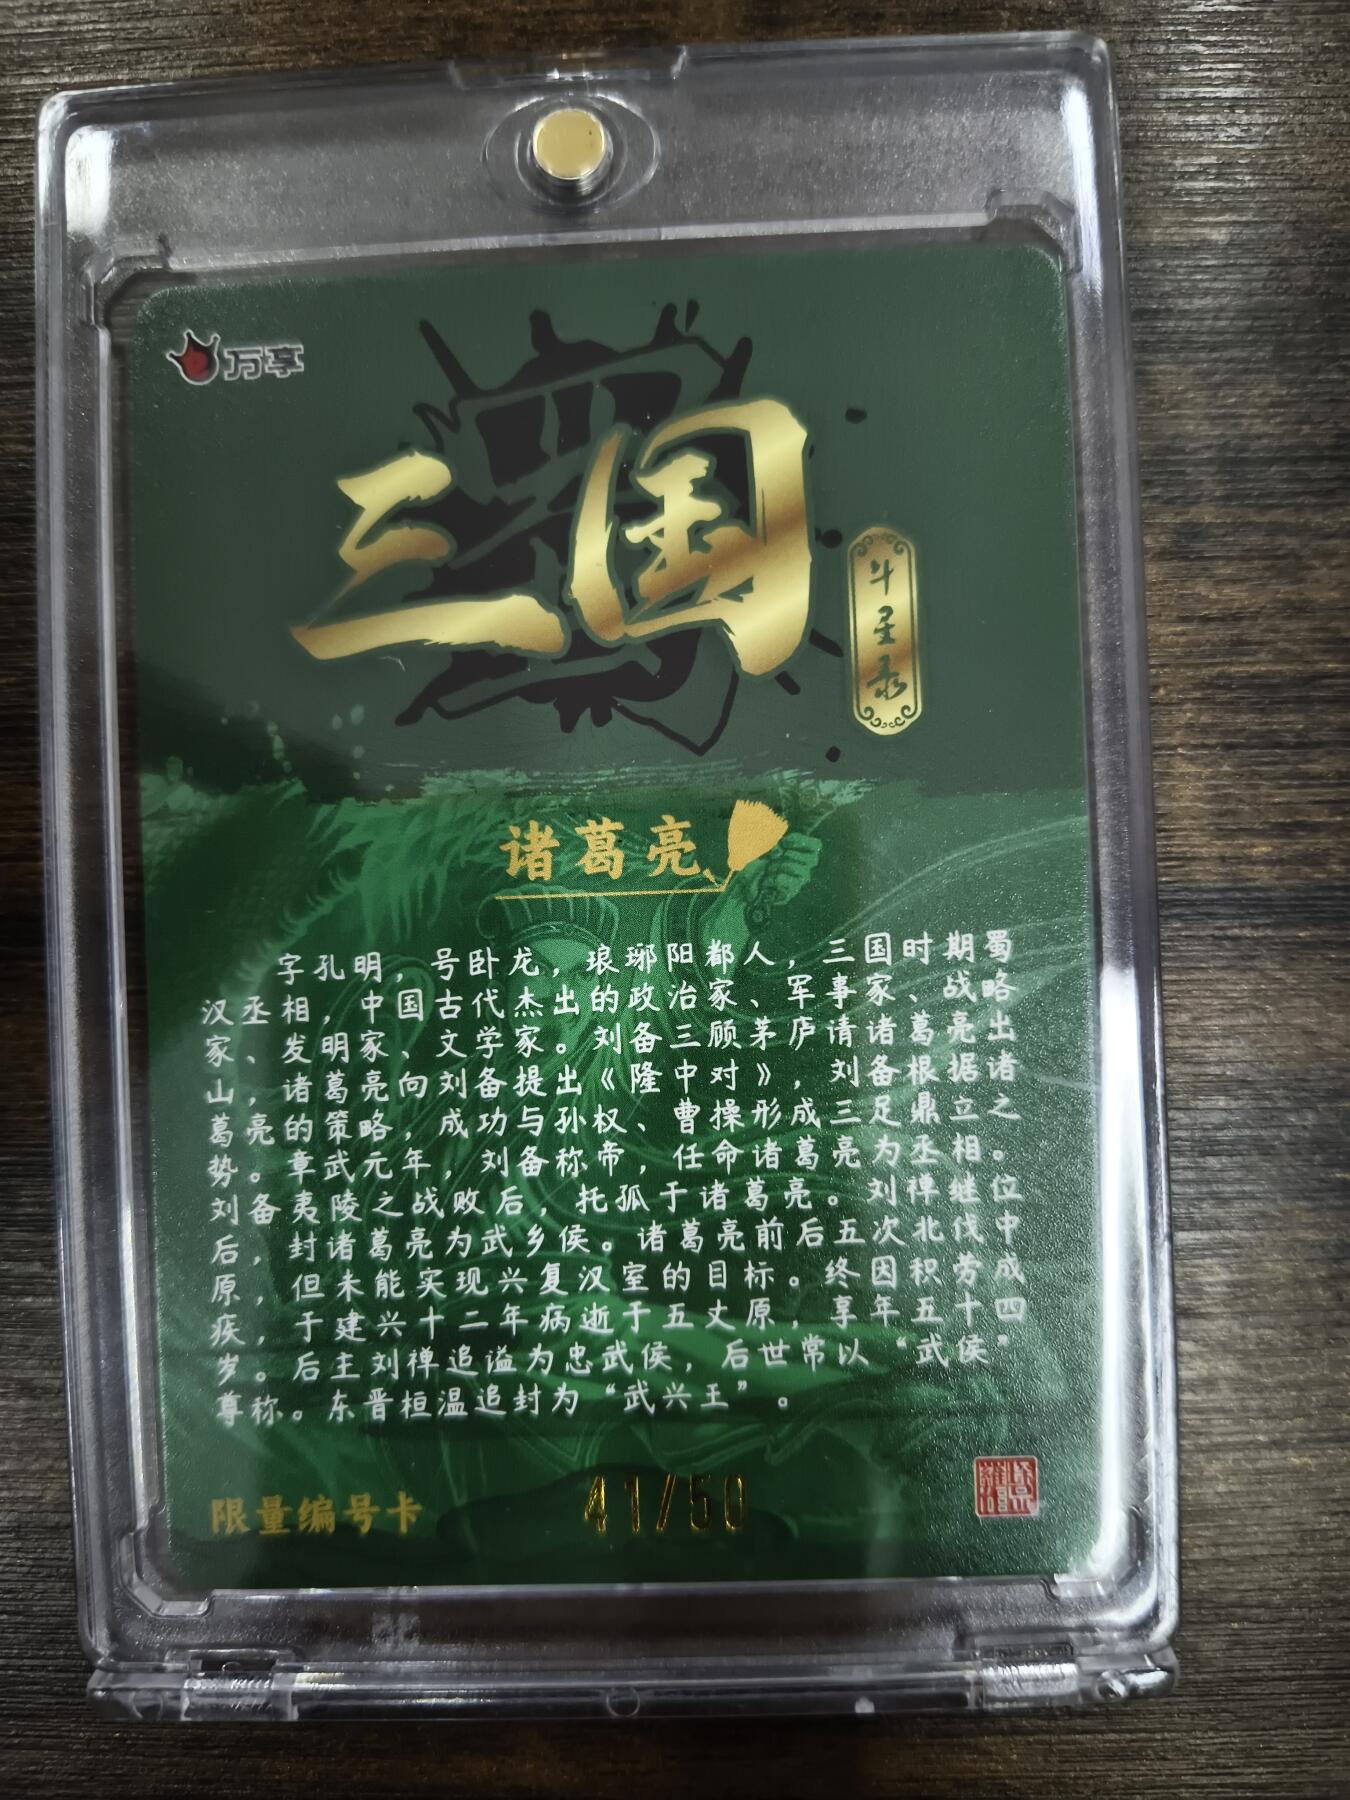 万享
三国
斗星录
诸葛亮
字孔明，号卧龙，琅琊阳都人，三国时期蜀
汉丞相，中国古代杰出的政治家、军事家、战略
家、发明家、文学家。刘备三顾茅庐请诸葛亮出
山，诸葛亮向刘备提出《隆中对》，刘备根据诸
葛亮的策略，成功与孙权、曹操形成三足鼎立之
势。章武元年，刘备称帝，任命诸葛亮为丞相。
刘备夷陵之战败后，托孤于诸葛亮。刘禅继位
后，封诸葛亮为武乡侯。诸葛亮前后五次北伐中
原，但未能实现兴复汉室的目标。终因积劳成
疾，于建兴十二年病逝于五丈原，享年五十四
岁。后主刘禅追谥为忠武侯，后世常以“武侯”
尊称。东晋桓温追封为“武兴王”。
限量编号卡
41/50